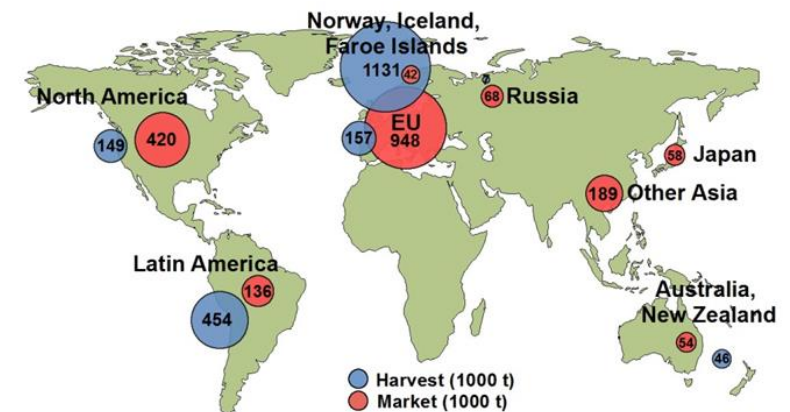 Norway, Iceland,
Faroe Islands
1131 42
North America
149 420
157 EU
948
68 Russia
58 Japan
189 Other Asia
Latin America
136
454
Australia,
New Zealand
54
46
Harvest (1000 t)
Market (1000 t)